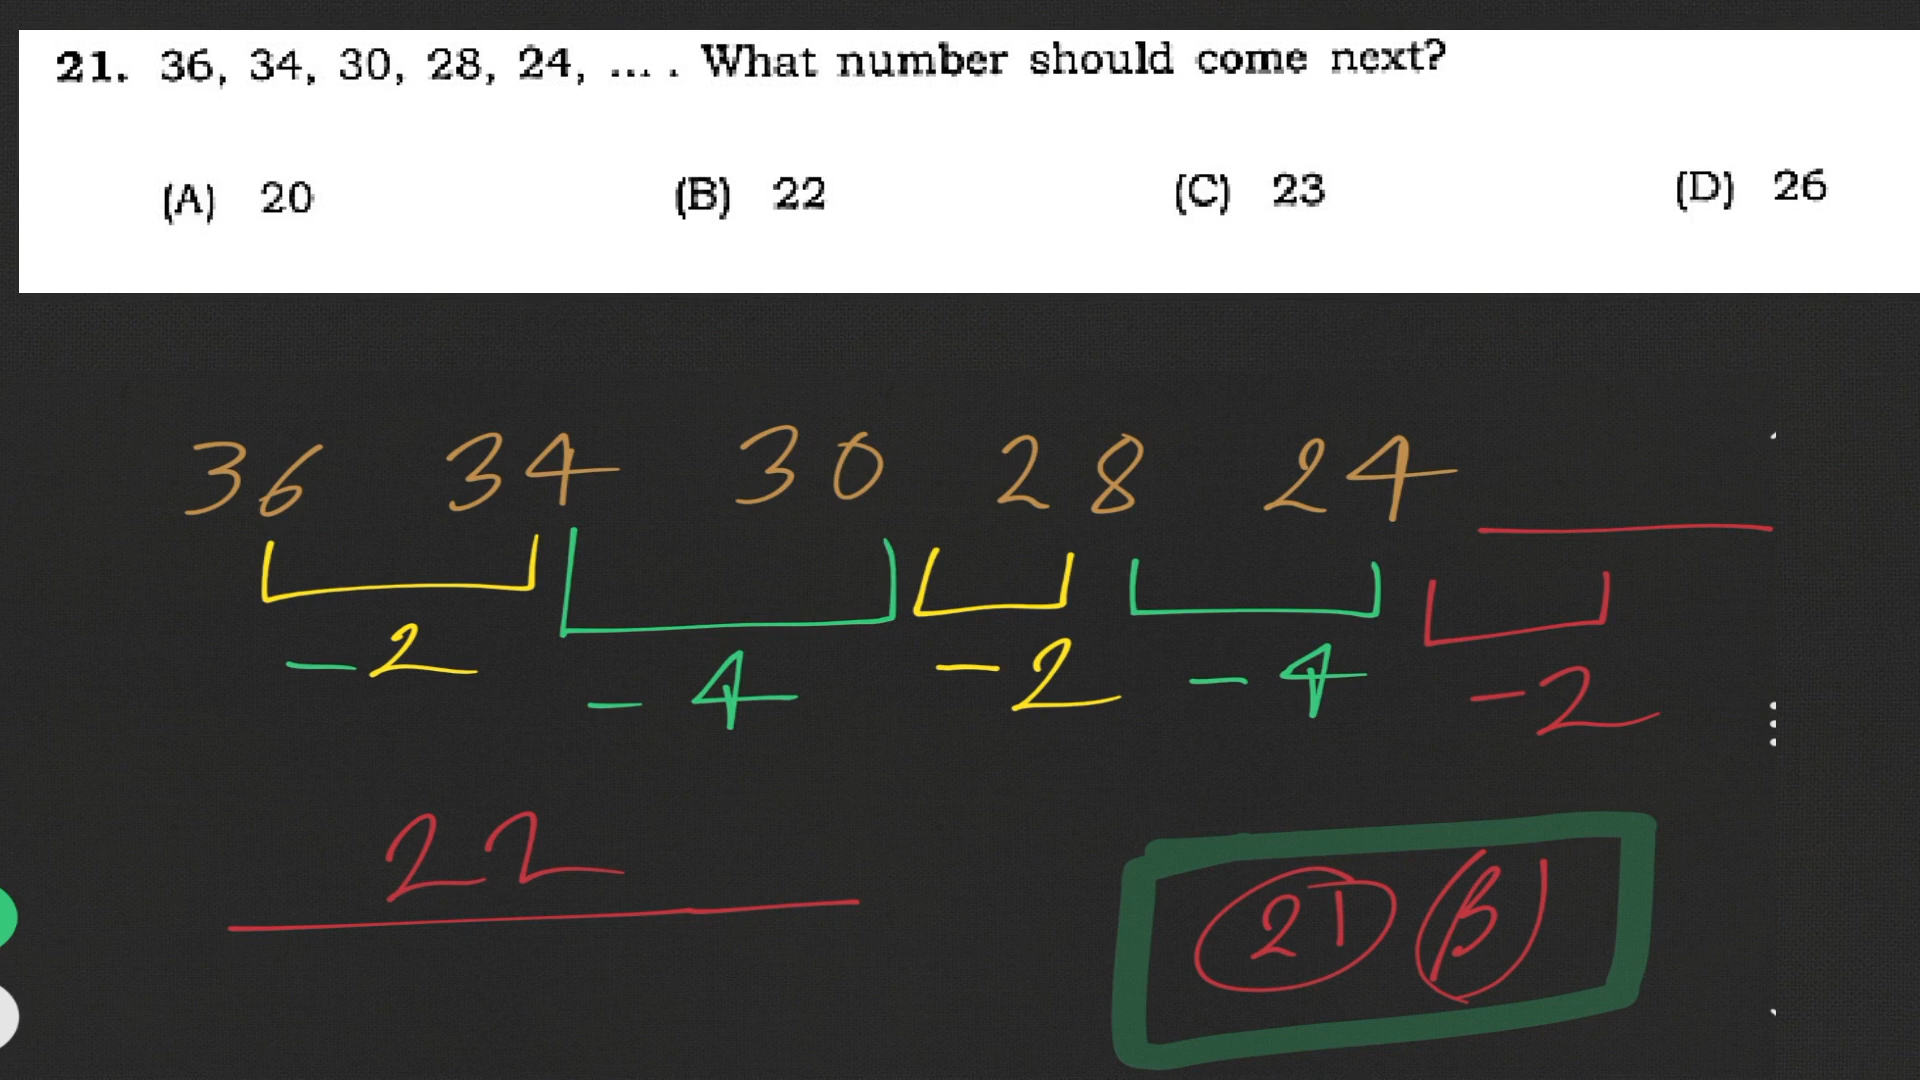 21. 36, 34, 30, 28, 24, ... . What number should come next?
(A) 20 (B) 22 (C) 23 (D) 26
36 34 30 28 24
-2 -4 -2 -4 -2
22
21 B